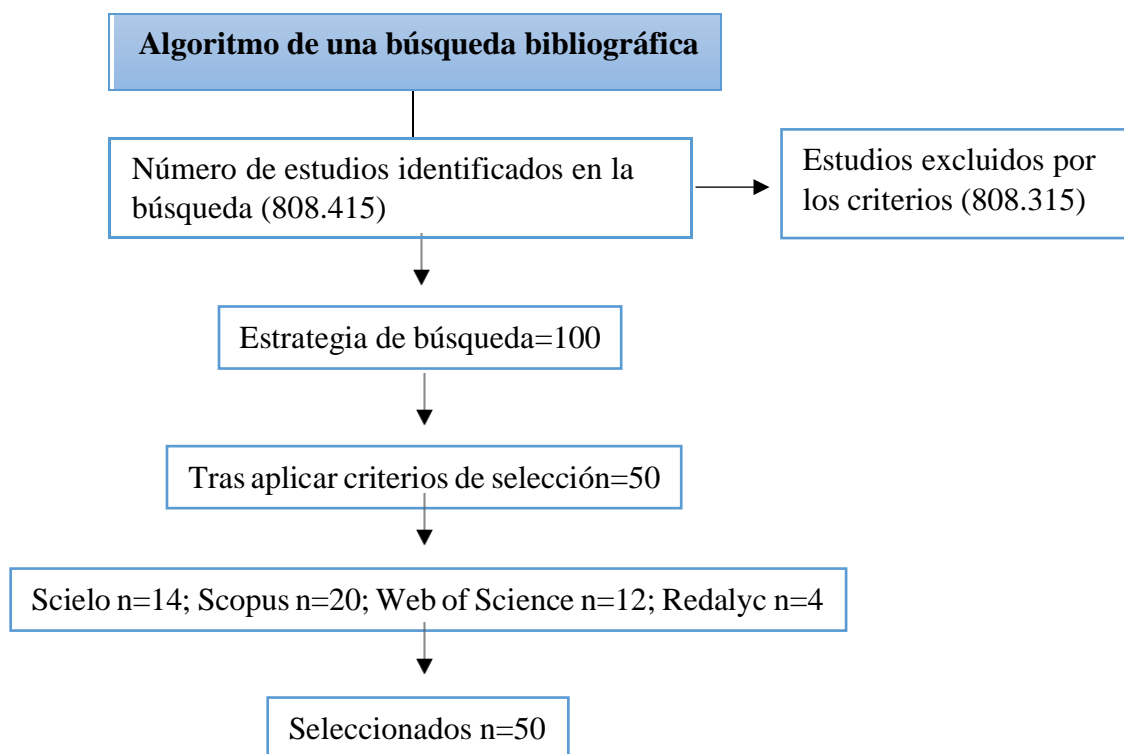 Algoritmo de una búsqueda bibliográfica
Número de estudios identificados en la
búsqueda (808.415)
Estudios excluidos por
los criterios (808.315)
Estrategia de búsqueda=100
Tras aplicar criterios de selección=50
Scielo n=14; Scopus n=20; Web of Science n=12; Redalyc n=4
Seleccionados n=50